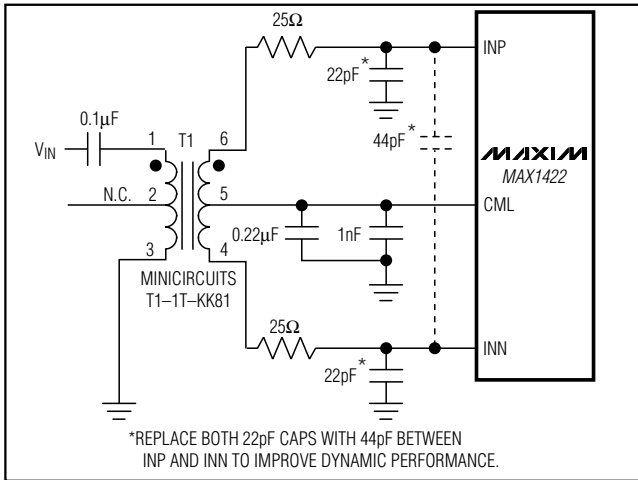 25Ω
INP
22pF*
0.1µF
1 T1 6
44pF*
VIN
MAXIM
MAX1422
N.C. 2 5
CML
0.22µF 1nF
3 4
MINICIRCUITS
T1–1T–KK81
25Ω
INN
22pF*
*REPLACE BOTH 22pF CAPS WITH 44pF BETWEEN
INP AND INN TO IMPROVE DYNAMIC PERFORMANCE.